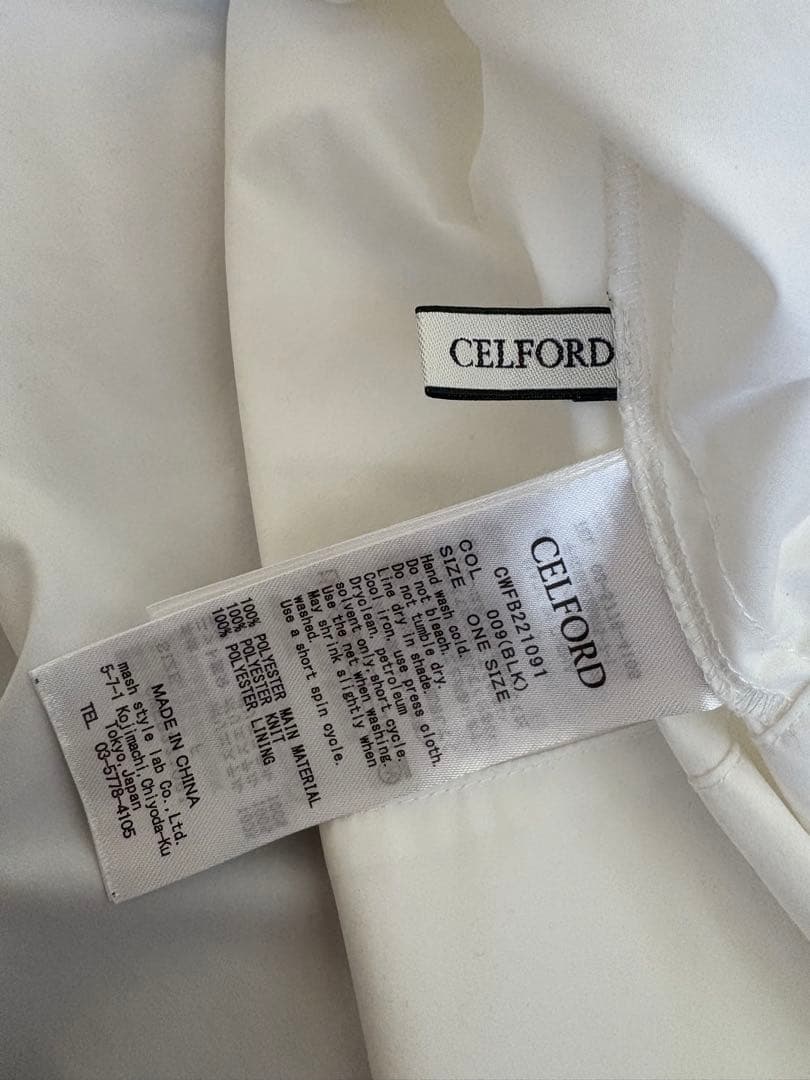 CELFORD
CELFORD
CWFB221091
COL 009(BLK)
SIZE ONE SIZE
Hand wash cold.
Do not bleach.
Do not tumble dry.
Line dry in shade.
Cool iron, use press cloth.
Dryclean, petroleum
solvent only, short cycle.
Use the net when washing.
May shrink slightly when
washed.
Use a short spin cycle.
100% POLYESTER MAIN MATERIAL
100% POLYESTER KNIT
100% POLYESTER LINING
MADE IN CHINA
mash style lab Co.,Ltd.
5-7-1 Kojimachi, Chiyoda-Ku
Tokyo, Japan
TEL 03-5778-4105